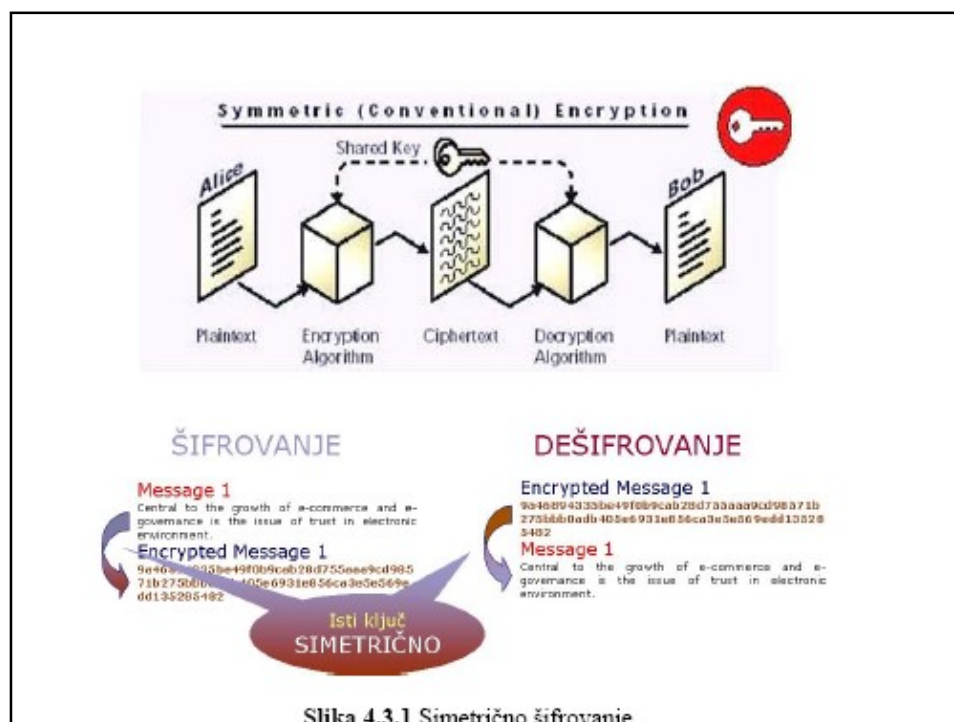 Symmetric (Conventional) Encryption
Shared Key
Alice
Bob
Plaintext
Encryption Algorithm
Ciphertext
Decryption Algorithm
Plaintext
ŠIFROVANJE
Message 1
Central to the growth of e-commerce and e-
governance is the issue of trust in electronic
environment.
Encrypted Message 1
dd135285482
DEŠIFROVANJE
Encrypted Message 1
5482
Message 1
Central to the growth of e-commerce and e-
governance is the issue of trust in electronic
environment.
Isti ključ
SIMETRIČNO
Slika 4.3.1 Simetrično šifrovanje